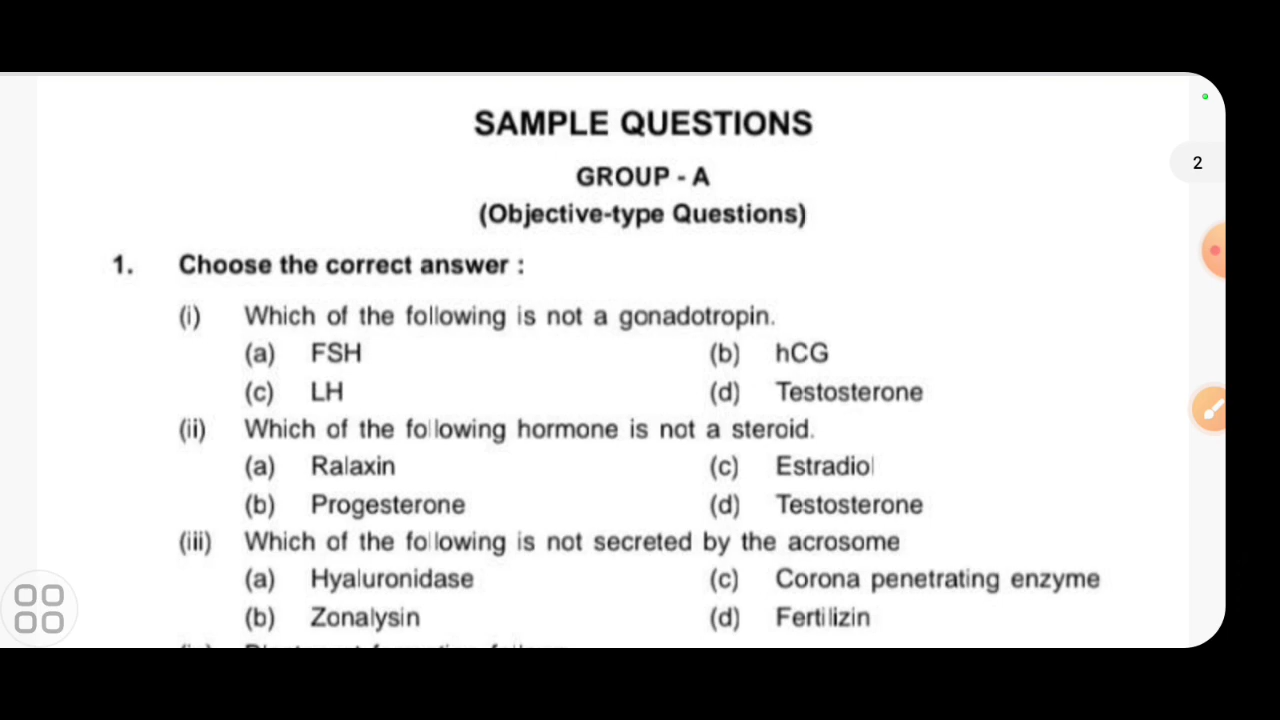 SAMPLE QUESTIONS
2
GROUP - A
(Objective-type Questions)
1. Choose the correct answer :
(i) Which of the following is not a gonadotropin.
(a) FSH (b) hCG
(c) LH (d) Testosterone
(ii) Which of the following hormone is not a steroid.
(a) Ralaxin (c) Estradiol
(b) Progesterone (d) Testosterone
(iii) Which of the following is not secreted by the acrosome
(a) Hyaluronidase (c) Corona penetrating enzyme
(b) Zonalysin (d) Fertilizin